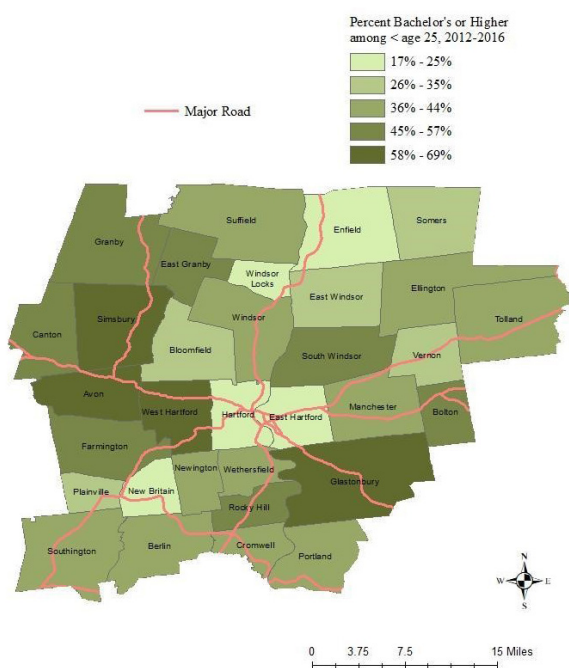 Percent Bachelor's or Higher
among < age 25, 2012-2016
17% - 25%
26% - 35%
36% - 44%
45% - 57%
58% - 69%
Major Road
Suffield
Enfield
Somers
Granby
East Granby
Windsor
Locks
East Windsor
Ellington
Tolland
Simsbury
Windsor
Canton
Bloomfield
South Windsor
Vernon
Avon
West Hartford
Hartford
East Hartford
Manchester
Bolton
Farmington
Newington
Wethersfield
Glastonbury
Plainville
New Britain
Rocky Hill
Southington
Berlin
Cromwell
Portland
N
W
E
S
0
3.75
7.5
15 Miles